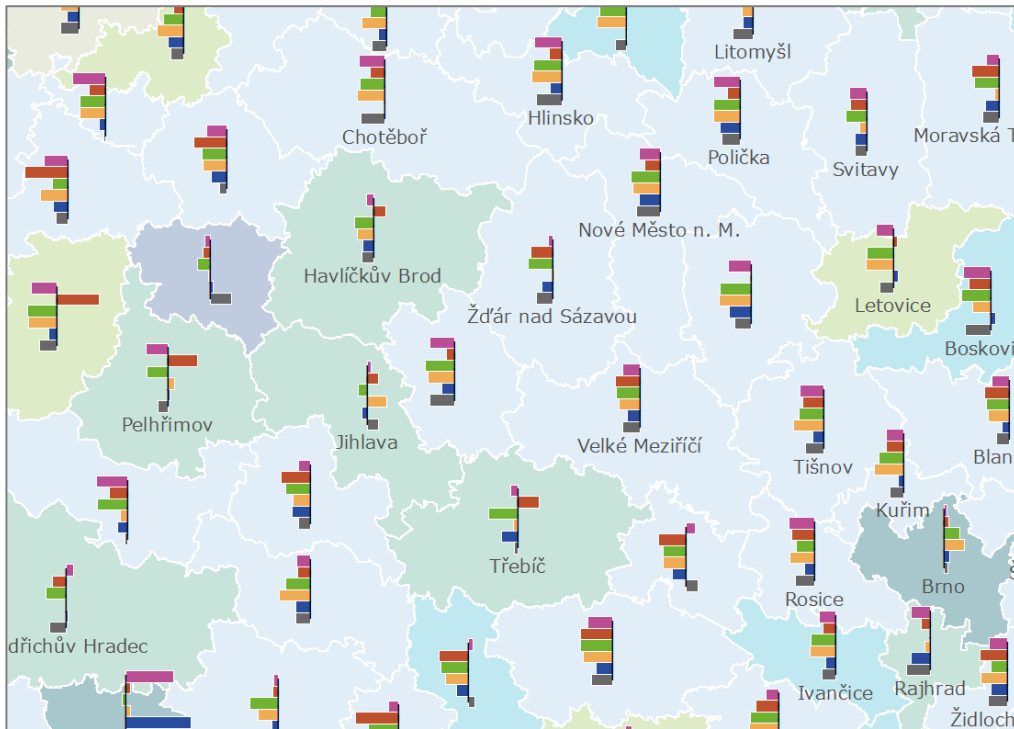 Litomyšl
Hlinsko
Chotěboř
Moravská T
Polička
Svitavy
Nové Město n. M.
Havlíčkův Brod
Letovice
Žďár nad Sázavou
Boskovi
Pelhřimov
Jihlava
Velké Meziříčí
Tišnov
Blan
Kuřim
Třebíč
Brno
Rosice
dřichův Hradec
Ivančice
Rajhrad
Židloch